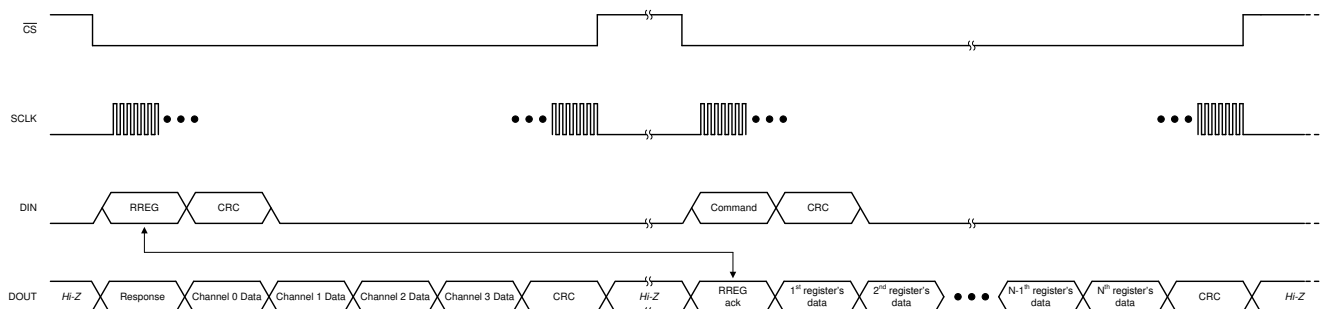 CS
SCLK
DIN RREG CRC Command CRC
DOUT Hi-Z Response Channel 0 Data Channel 1 Data Channel 2 Data Channel 3 Data CRC Hi-Z RREG ack 1st register's data 2nd register's data N-1th register's data Nth register's data CRC Hi-Z